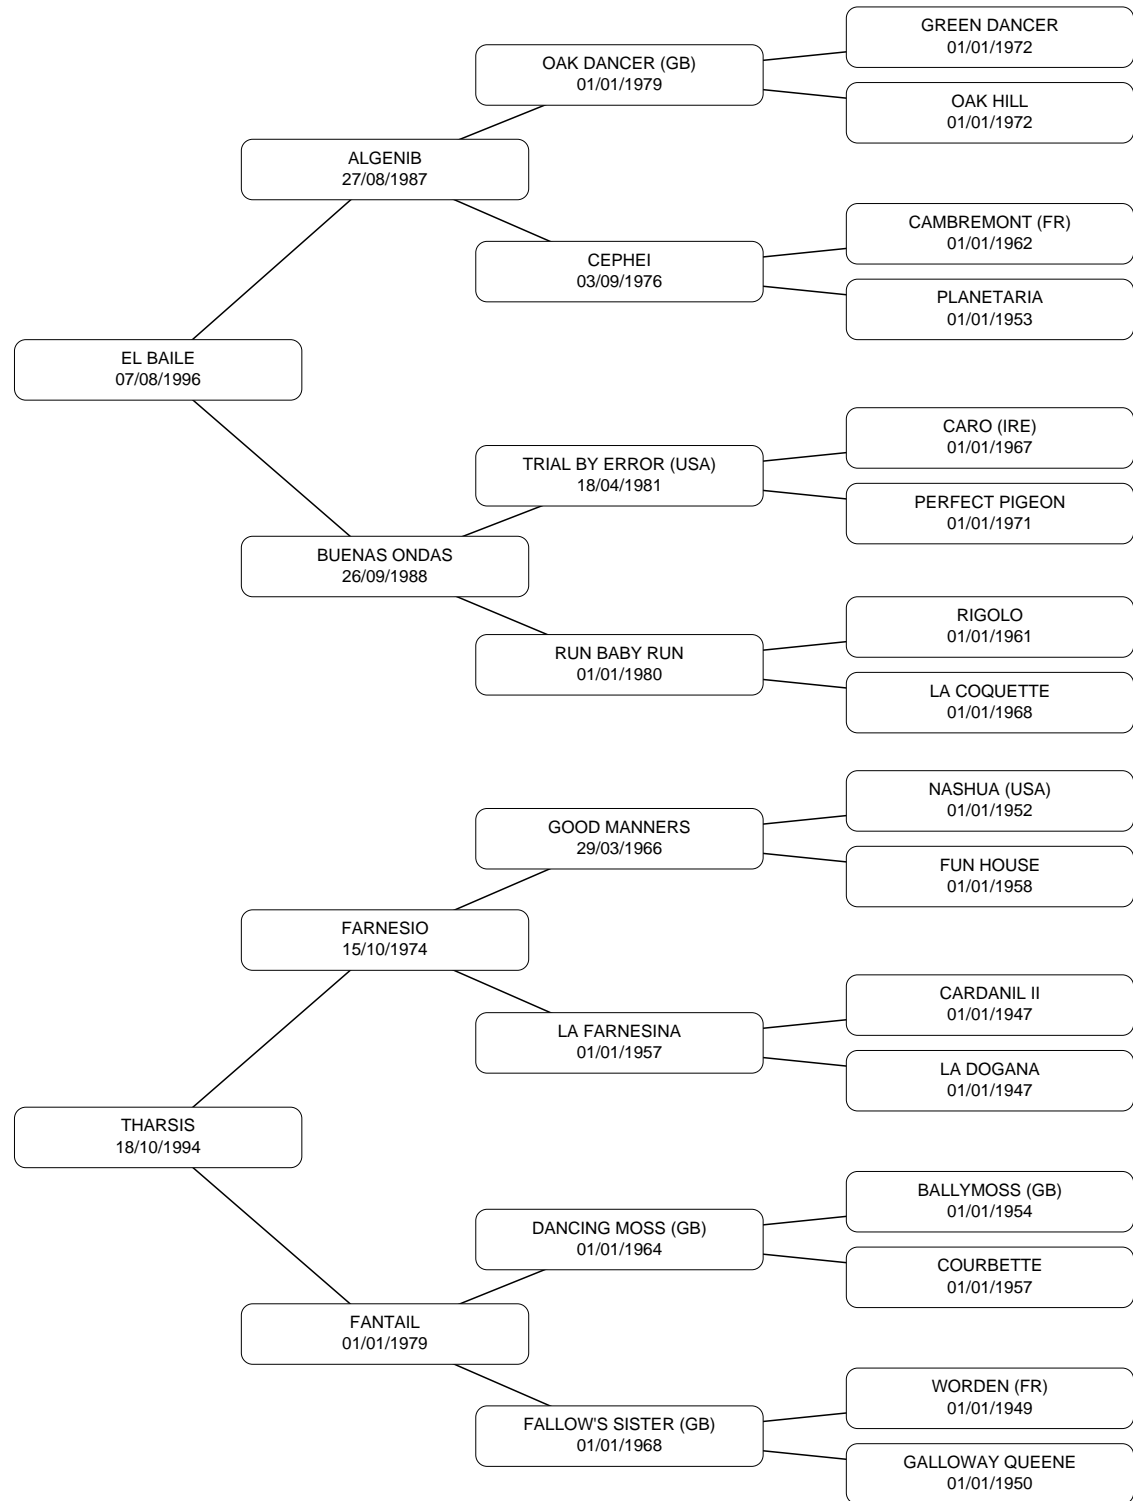 GREEN DANCER
01/01/1972
OAK DANCER (GB)
01/01/1979
OAK HILL
01/01/1972
ALGENIB
27/08/1987
CAMBREMONT (FR)
01/01/1962
CEPHEI
03/09/1976
PLANETARIA
01/01/1953
EL BAILE
07/08/1996
CARO (IRE)
01/01/1967
TRIAL BY ERROR (USA)
18/04/1981
PERFECT PIGEON
01/01/1971
BUENAS ONDAS
26/09/1988
RIGOLO
01/01/1961
RUN BABY RUN
01/01/1980
LA COQUETTE
01/01/1968
NASHUA (USA)
01/01/1952
GOOD MANNERS
29/03/1966
FUN HOUSE
01/01/1958
FARNESIO
15/10/1974
CARDANIL II
01/01/1947
LA FARNESINA
01/01/1957
LA DOGANA
01/01/1947
THARSIS
18/10/1994
BALLYMOSS (GB)
01/01/1954
DANCING MOSS (GB)
01/01/1964
COURBETTE
01/01/1957
FANTAIL
01/01/1979
WORDEN (FR)
01/01/1949
FALLOW'S SISTER (GB)
01/01/1968
GALLOWAY QUEENE
01/01/1950